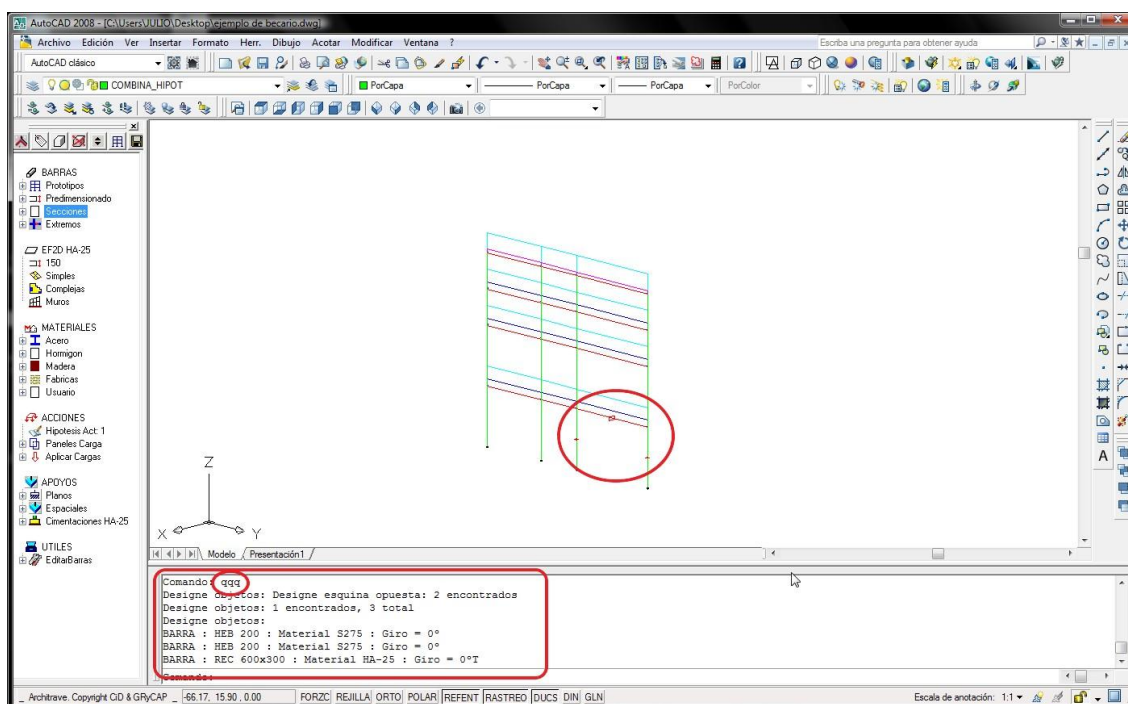 AutoCAD 2008 - [C:\Users\JULIO\Desktop\ejemplo de becario.dwg]
Archivo Edición Ver Insertar Formato Herr. Dibujo Acotar Modificar Ventana ? Escriba una pregunta para obtener ayuda
AutoCAD clásico
COMBINA_HIPOT PorCapa PorCapa PorCapa PorColor
BARRAS
Prototipos
Predimensionado
Secciones
Extremos
EF2D HA-25
150
Simples
Complejas
Muros
MATERIALES
Acero
Hormigon
Madera
Fabricas
Usuario
ACCIONES
Hipotesis Act: 1
Paneles Carga
Aplicar Cargas
APOYOS
Planos
Espaciales
Cimentaciones HA-25
UTILES
EditarBarras
Z
X Y
Modelo Presentación1
Comando: qqq
Designe objetos: Designe esquina opuesta: 2 encontrados
Designe objetos: 1 encontrados, 3 total
Designe objetos:
BARRA : HEB 200 : Material S275 : Giro = 0º
BARRA : HEB 200 : Material S275 : Giro = 0º
BARRA : REC 600x300 : Material HA-25 : Giro = 0ºT
Comando:
_ Architrave. Copyright CiD & GRyCAP _ -66.17, 15.90 , 0.00 FORZC REJILLA ORTO POLAR REFENT RASTREO DUCS DIN GLN Escala de anotación: 1:1
A